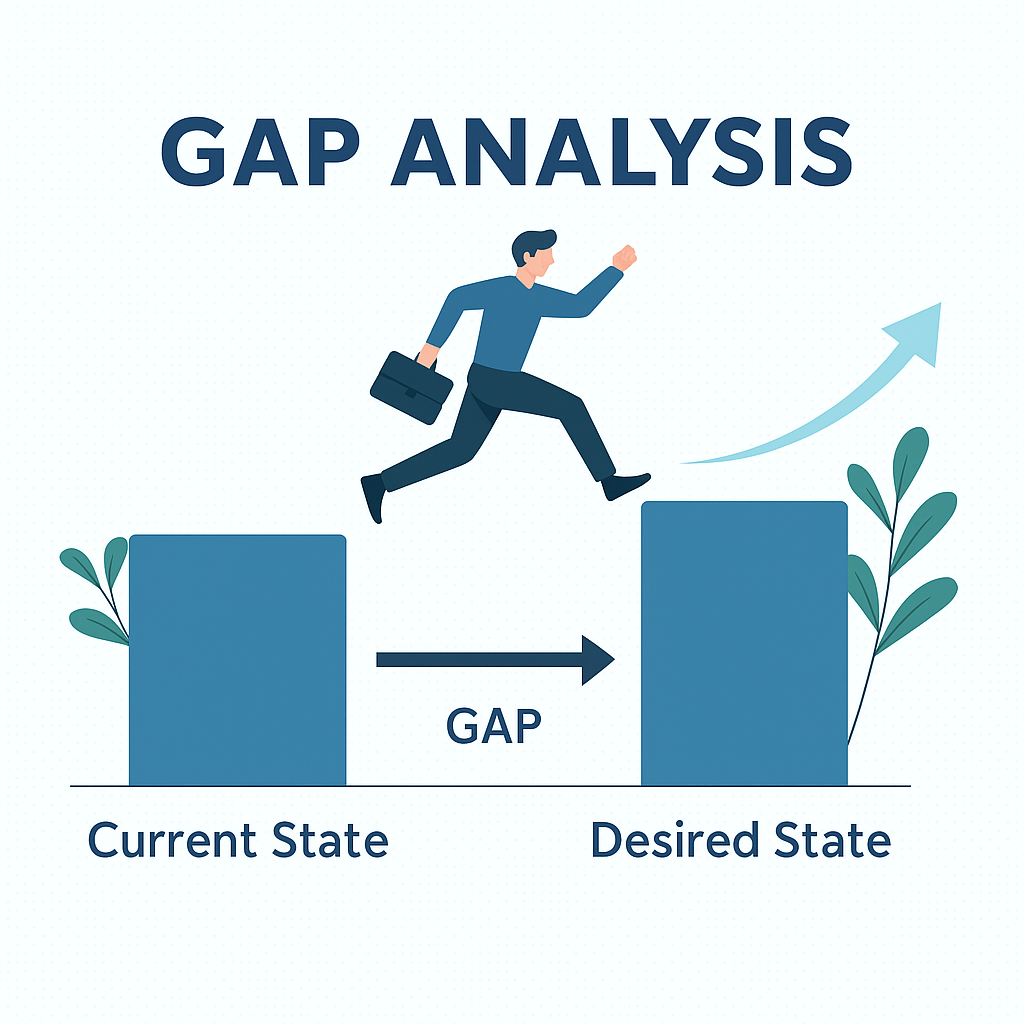 GAP ANALYSIS
GAP
Current State
Desired State